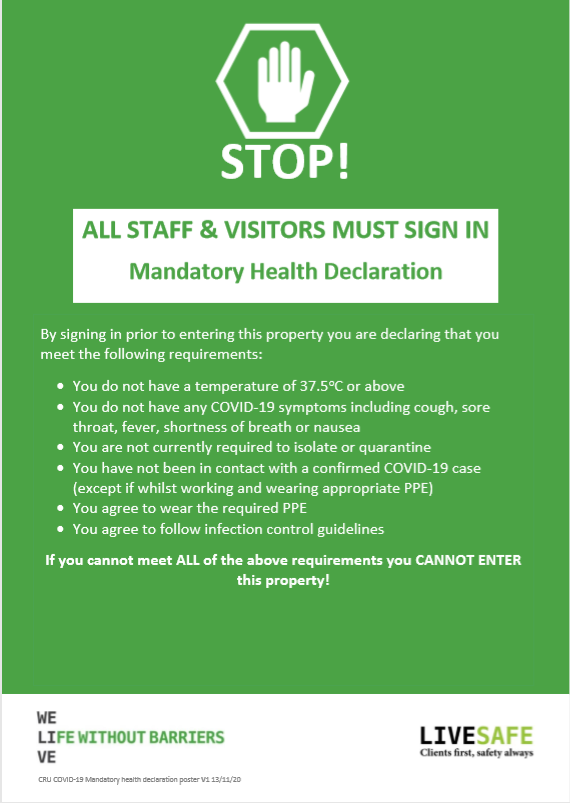 STOP!
ALL STAFF & VISITORS MUST SIGN IN
Mandatory Health Declaration
By signing in prior to entering this property you are declaring that you
meet the following requirements:
• You do not have a temperature of 37.5°C or above
• You do not have any COVID-19 symptoms including cough, sore
throat, fever, shortness of breath or nausea
• You are not currently required to isolate or quarantine
• You have not been in contact with a confirmed COVID-19 case
(except if whilst working and wearing appropriate PPE)
• You agree to wear the required PPE
• You agree to follow infection control guidelines
If you cannot meet ALL of the above requirements you CANNOT ENTER
this property!
WE
LIFE WITHOUT BARRIERS
VE
LIVESAFE
Clients first, safety always
CRU COVID-19 Mandatory health declaration poster V1 13/11/20